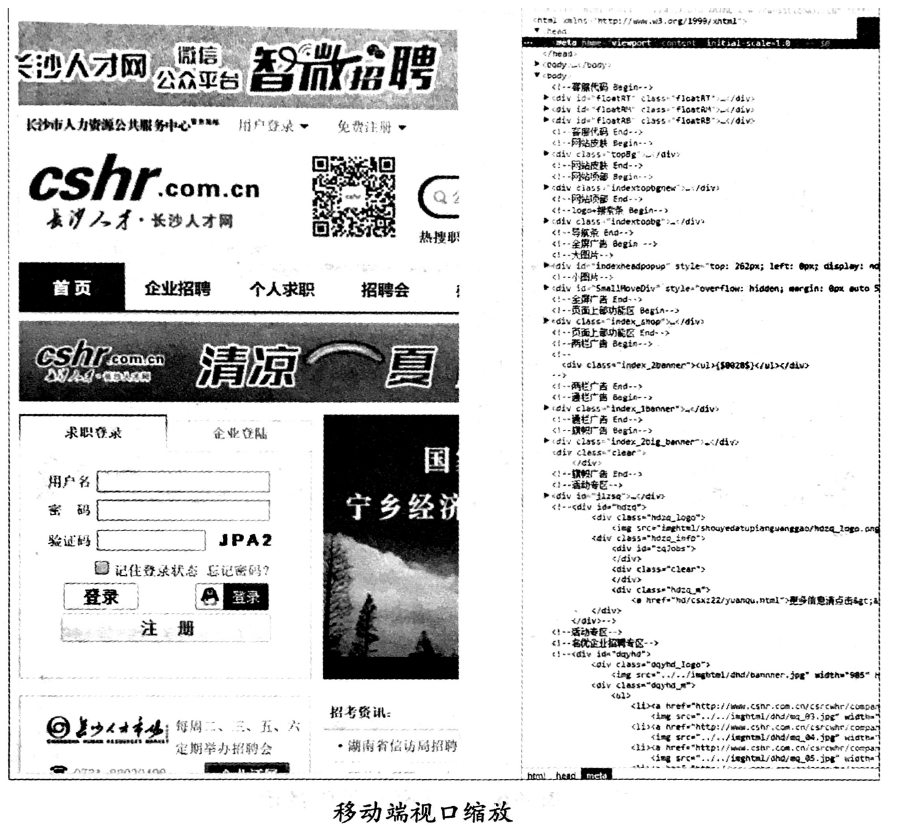 长沙人才网 微信公众平台 智微招聘
长沙市人力资源公共服务中心 用户登录 免费注册
cshr.com.cn
长沙人才·长沙人才网
热搜职
首页 企业招聘 个人求职 招聘会
cshr.com.cn
长沙人才·长沙人才网
清凉一夏
求职登录 企业登陆
国
宁乡经济
用户名
密 码
验证码 JPA2
记住登录状态 忘记密码?
登录 登录
注 册
长沙人才市场
CHANGSHA HUMAN RESOURCES MARKET
每周二、三、五、六
定期举办招聘会
招考资讯:
·湖南省信访局招聘
<html xmlns="http://www.w3.org/1999/xhtml">
head
meta name="viewport" content="initial-scale=1.0"
</head>
<body>…</body>
<body>
<!--客服代码 Begin-->
<div id="floatRT" class="floatRT">…</div>
<div id="floatRM" class="floatRM">…</div>
<div id="floatRB" class="floatRB">…</div>
<!--客服代码 End-->
<!--网站皮肤 Begin-->
<div class="topBg">…</div>
<!--网站皮肤 End-->
<!--网站顶部 Begin-->
<div class="indextopbgnew">…</div>
<!--网站顶部 End-->
<!--logo+搜索条 Begin-->
<div class="indextopbg">…</div>
<!--导航条 End-->
<!--全屏广告 Begin -->
<!--大图片-->
<div id="indexheadpopup" style="top: 262px; left: 0px; display: no
<!--小图片-->
<div id="SmallMoveDiv" style="overflow: hidden; margin: 0px auto 5
<!--全屏广告 End-->
<!--页面上部功能区 Begin-->
<div class="index_shop">…</div>
<!--页面上部功能区 End-->
<!--两栏广告 Begin-->
<!--
<div class="index_2banner"><ul>{$0028$}</ul></div>
-->
<!--两栏广告 End-->
<!--通栏广告 Begin-->
<div class="index_1banner">…</div>
<!--通栏广告 End-->
<!--旗帜广告 Begin-->
<div class="index_2big_banner">…</div>
<div class="clear">
</div>
<!--旗帜广告 End-->
<!--活动专区-->
<div id="jlzsq">…</div>
<!--<div id="hdzq">
<div class="hdzq_logo">
<img src="imghtml/shouyedatupianguanggao/hdzq_logo.png
<div class="hdzq_info">
<div id="zqJobs">
</div>
<div class="clear">
</div>
<div class="hdzq_m">
<a href="hd/csxz22/yuanqu.html">更多信息请点击&gt;&
</div>
</div>-->
<!--活动专区-->
<!--名优企业招聘专区-->
<!--<div id="dqyhd">
<div class="dqyhd_logo">
<img src="../../imghtml/dhd/bannner.jpg" width="985" h
<div class="dqyhd_m">
<ul>
<li><a href="http://www.cshr.com.cn/csrcwhr/compan
<img src="../../imghtml/dhd/mq_03.jpg" width="
<li><a href="http://www.cshr.com.cn/csrcwhr/compan
<img src="../../imghtml/dhd/mq_04.jpg" width="
<li><a href="http://www.cshr.com.cn/csrcwhr/compan
<img src="../../imghtml/dhd/mq_05.jpg" width="
html head meta
移动端视口缩放